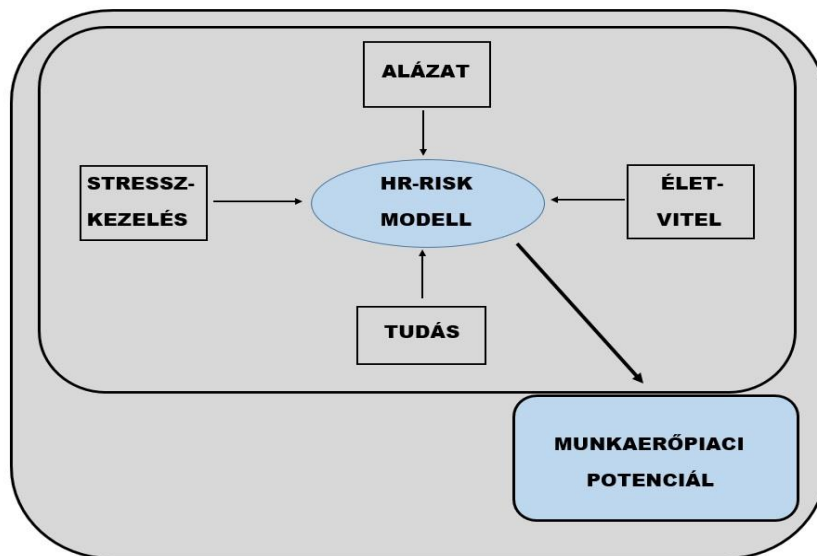 ALÁZAT
STRESSZ-
KEZELÉS
HR-RISK
MODELL
ÉLET-
VITEL
TUDÁS
MUNKAERŐPIACI
POTENCIÁL